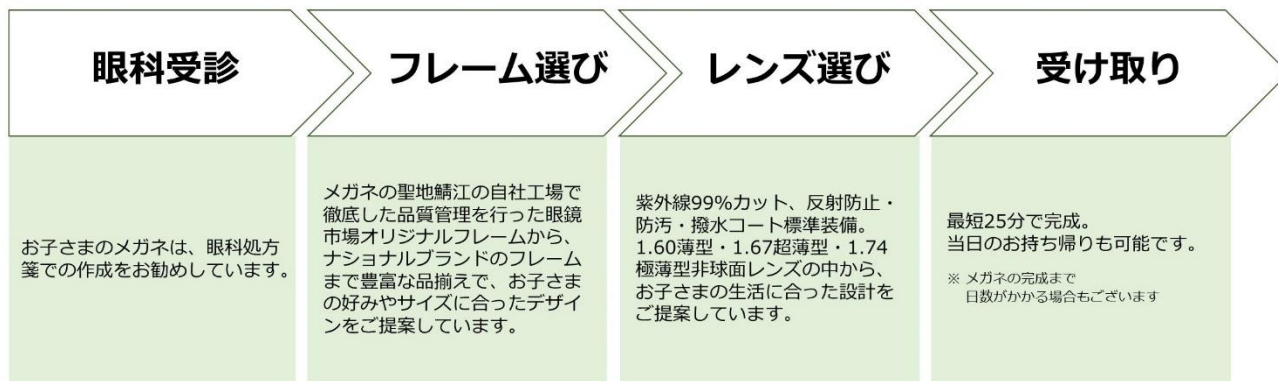 眼科受診
お子さまのメガネは、眼科処方
箋での作成をお勧めしています。
フレーム選び
メガネの聖地鯖江の自社工場で
徹底した品質管理を行った眼鏡
市場オリジナルフレームから、
ナショナルブランドのフレーム
まで豊富な品揃えで、お子さま
の好みやサイズに合ったデザイ
ンをご提案しています。
レンズ選び
紫外線99%カット、反射防止・
防汚・撥水コート標準装備。
1.60薄型・1.67超薄型・1.74
極薄型非球面レンズの中から、
お子さまの生活に合った設計を
ご提案しています。
受け取り
最短25分で完成。
当日のお持ち帰りも可能です。
※ メガネの完成まで
日数がかかる場合もございます